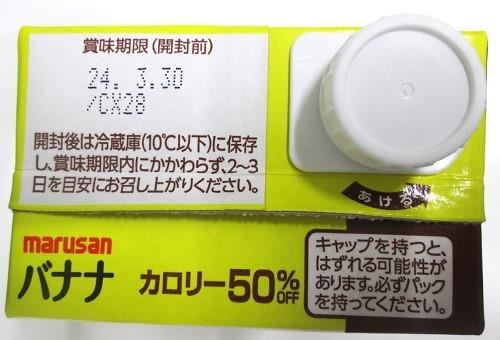 賞味期限(開封前)
24. 3.30
/CX28
開封後は冷蔵庫(10℃以下)に保存
し、賞味期限内にかかわらず、2~3
日を目安にお召し上がりください。
あける
marusan
バナナ カロリー50%OFF
キャップを持つと、
はずれる可能性が
あります。必ずパック
を持ってください。